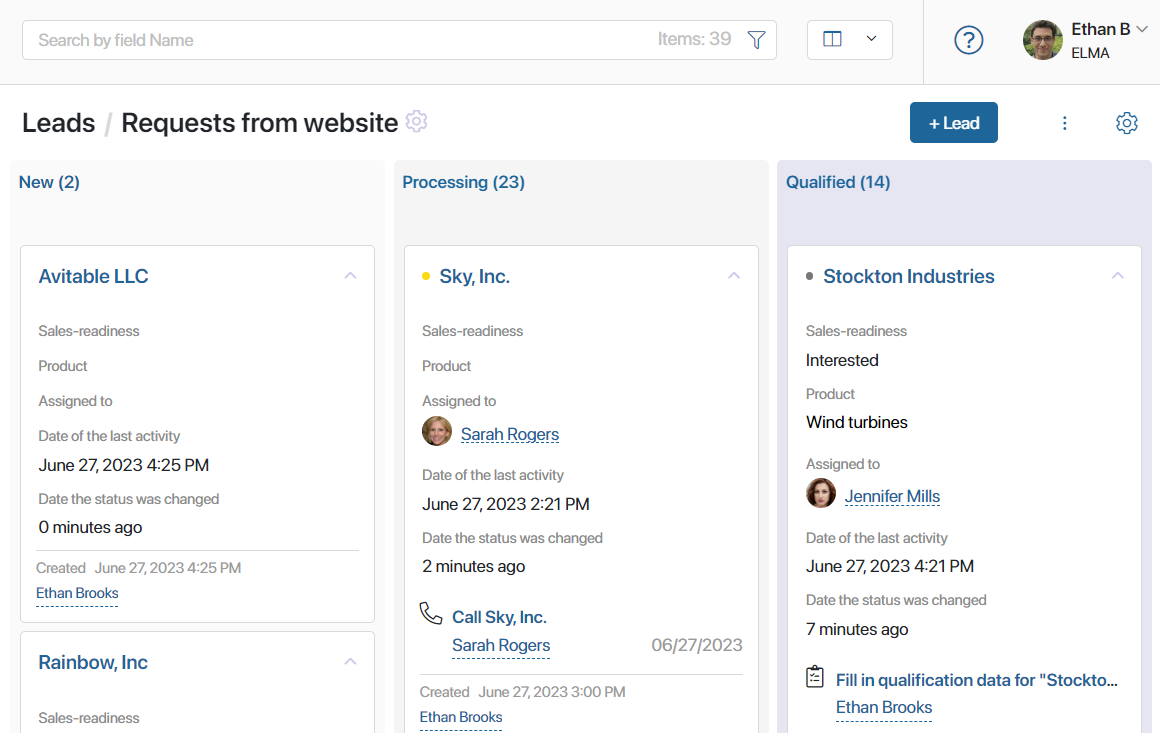 Search by field Name
Items: 39
?
Ethan B
ELMA
Leads / Requests from website
+ Lead
New (2)
Avitable LLC
Sales-readiness
Product
Assigned to
Date of the last activity
June 27, 2023 4:25 PM
Date the status was changed
0 minutes ago
Created June 27, 2023 4:25 PM
Ethan Brooks
Rainbow, Inc
Sales-readiness
Processing (23)
Sky, Inc.
Sales-readiness
Product
Assigned to
Sarah Rogers
Date of the last activity
June 27, 2023 2:21 PM
Date the status was changed
2 minutes ago
Call Sky, Inc.
Sarah Rogers 06/27/2023
Created June 27, 2023 3:00 PM
Ethan Brooks
Qualified (14)
Stockton Industries
Sales-readiness
Interested
Product
Wind turbines
Assigned to
Jennifer Mills
Date of the last activity
June 27, 2023 4:21 PM
Date the status was changed
7 minutes ago
Fill in qualification data for "Stockto...
Ethan Brooks